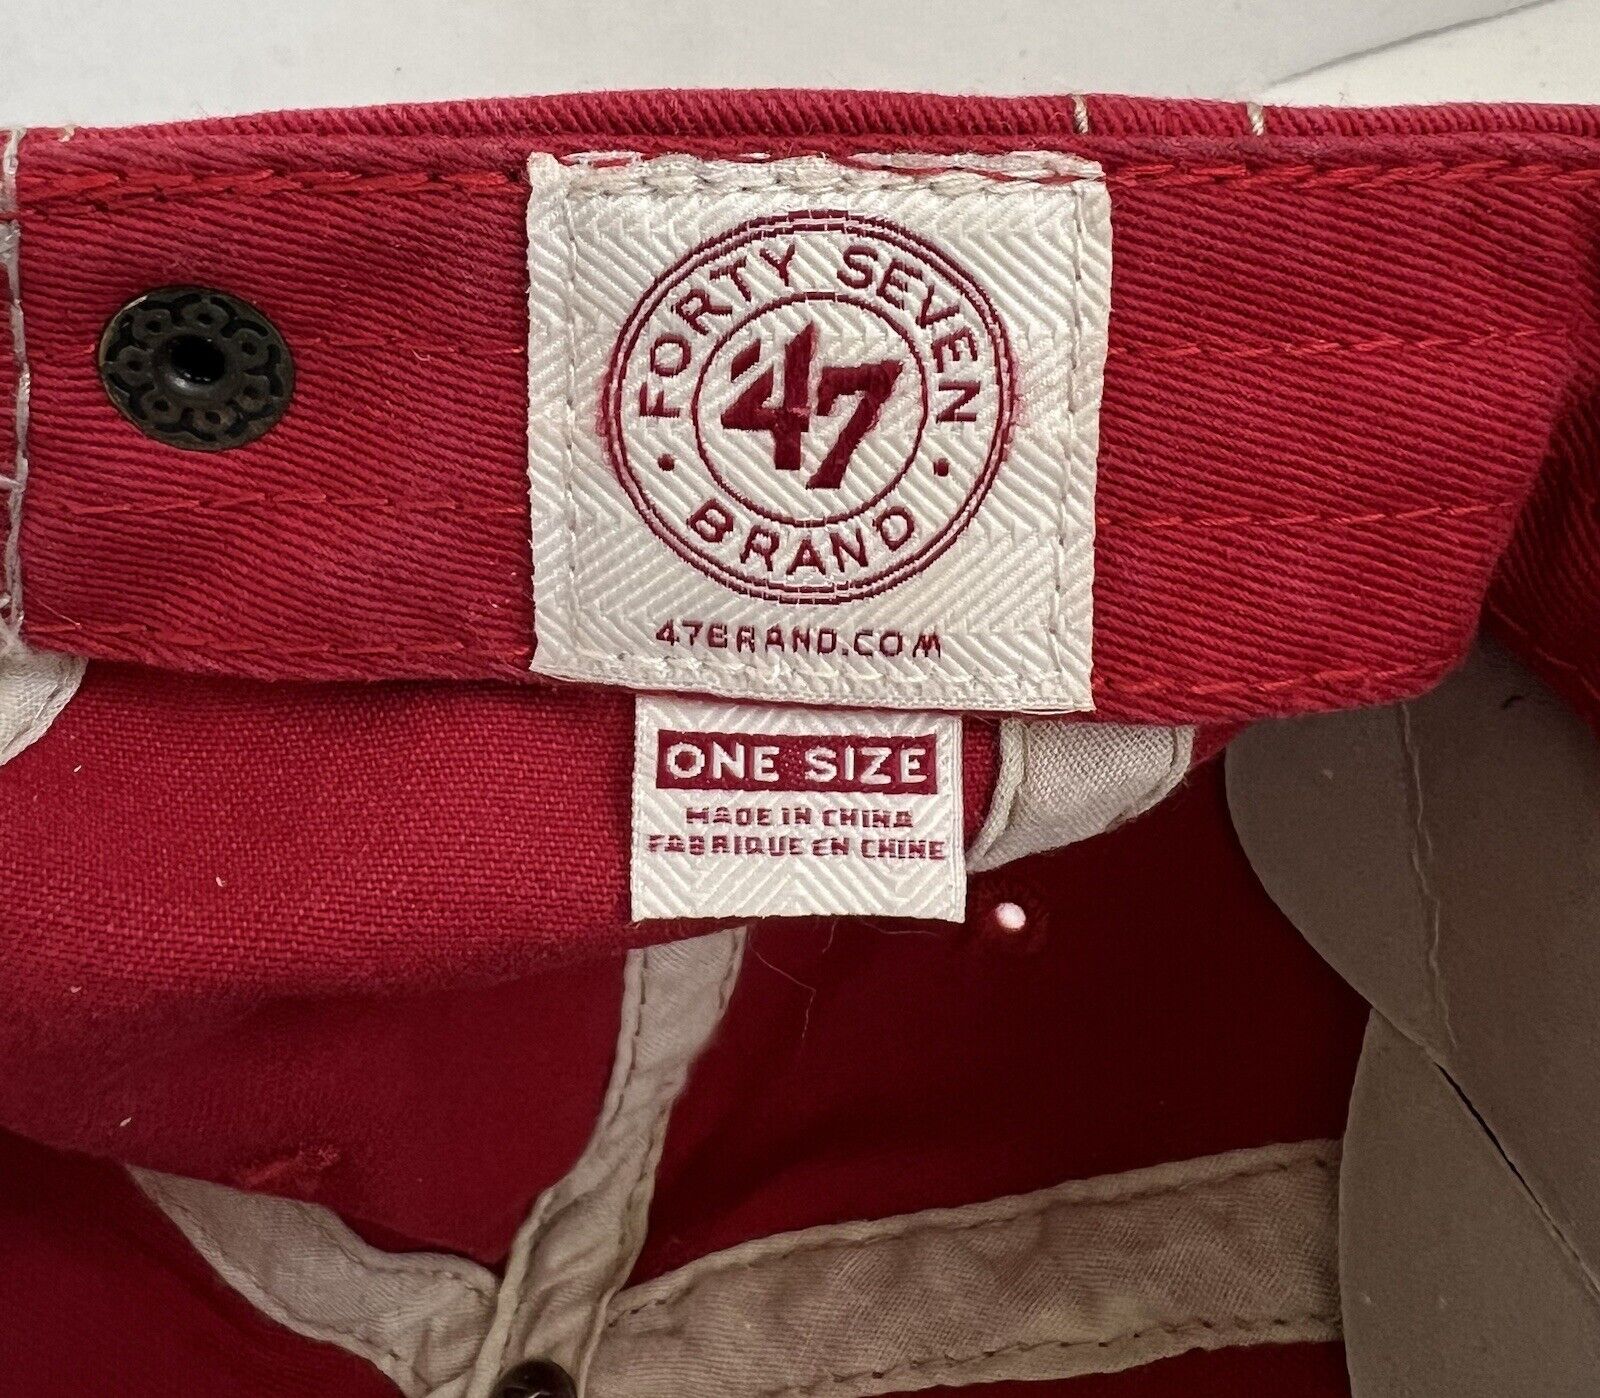 FORTY SEVEN
47
• BRAND •
47BRAND.COM
ONE SIZE
MADE IN CHINA
FABRIQUE EN CHINE